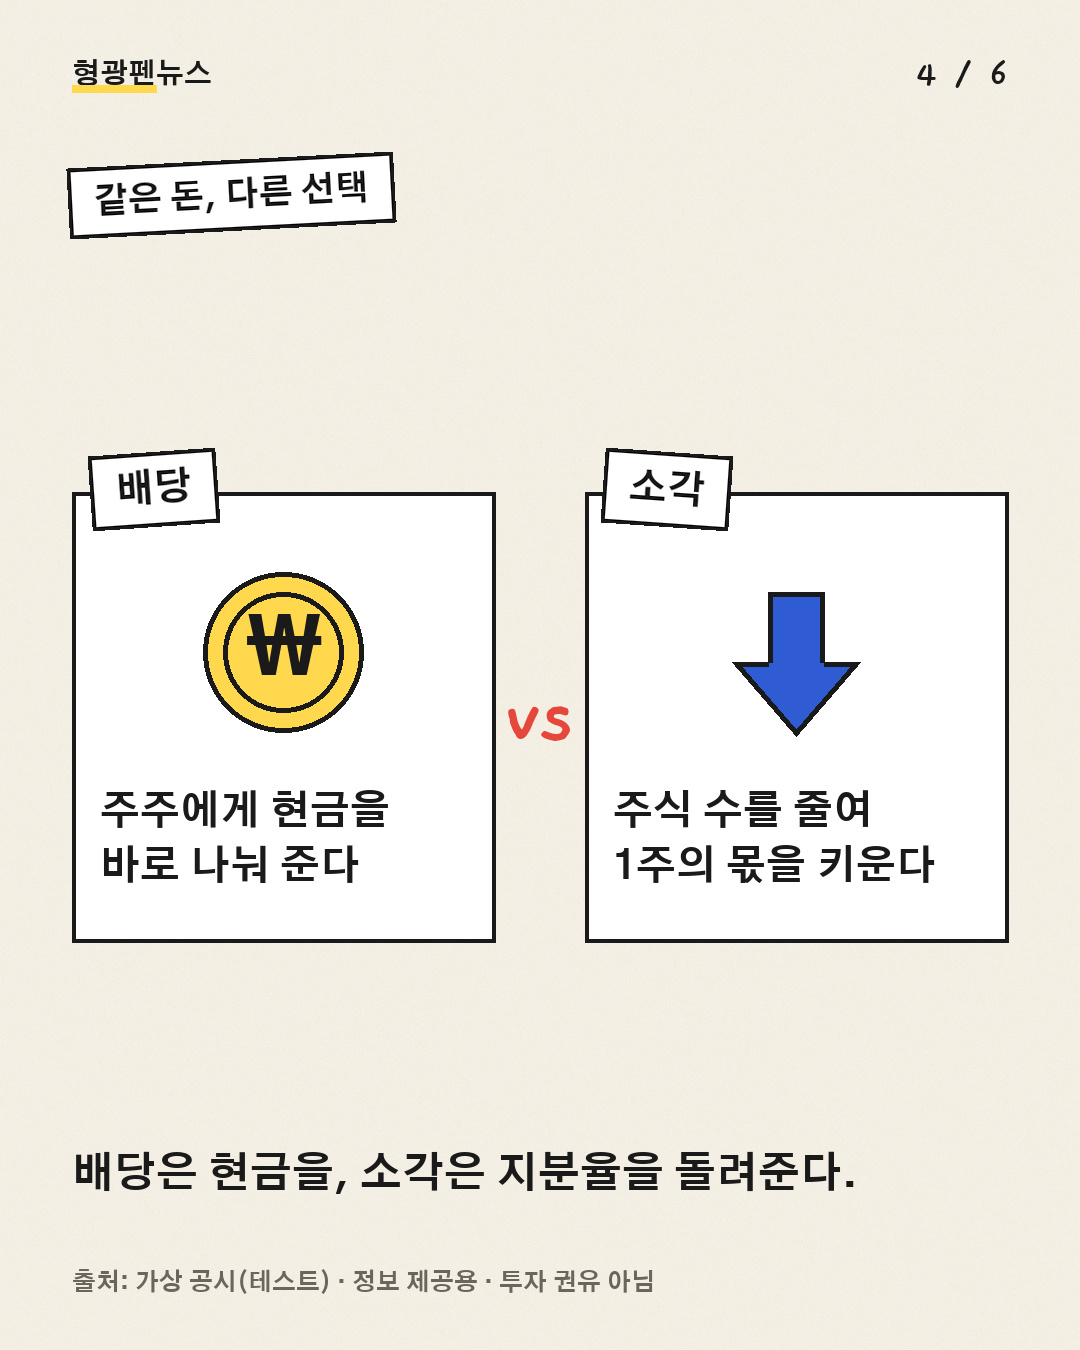 형광펜뉴스
4 / 6
같은 돈, 다른 선택
배당
₩
주주에게 현금을
바로 나눠 준다
vs
소각
주식 수를 줄여
1주의 몫을 키운다
배당은 현금을, 소각은 지분율을 돌려준다.
출처: 가상 공시(테스트) · 정보 제공용 · 투자 권유 아님